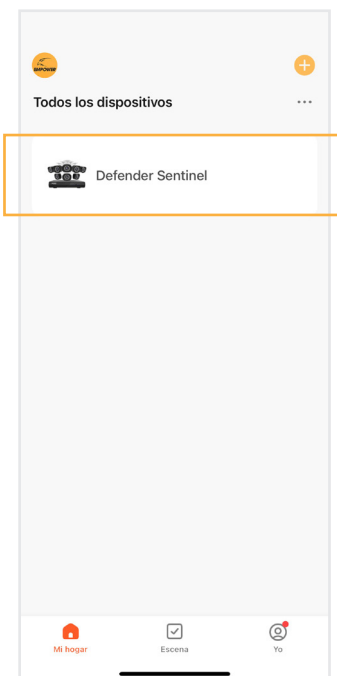 Todos los dispositivos
Defender Sentinel
Mi hogar
Escena
Yo